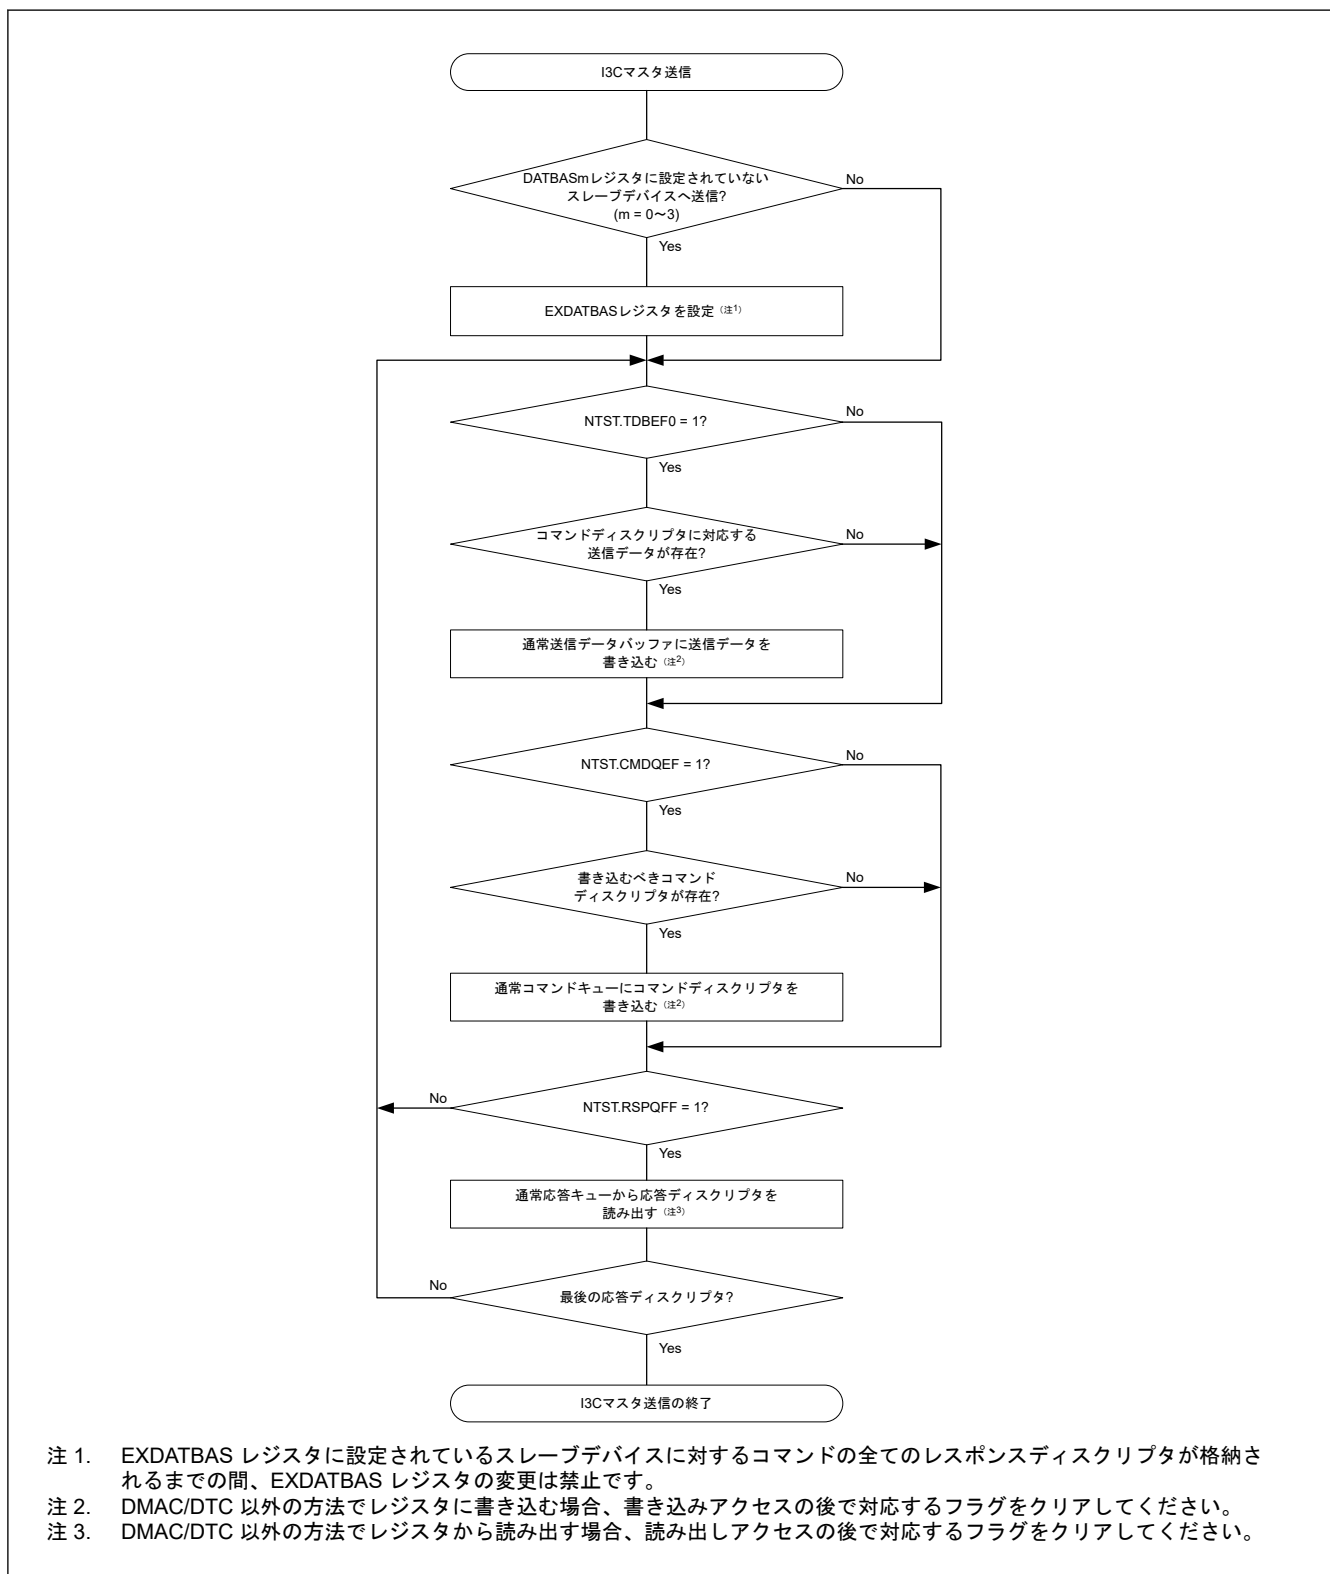 I3Cマスタ送信
DATBASmレジスタに設定されていない
スレーブデバイスへ送信?
(m = 0～3)
No
Yes
EXDATBASレジスタを設定（注1）
NTST.TDBEF0 = 1?
No
Yes
コマンドディスクリプタに対応する
送信データが存在?
No
Yes
通常送信データバッファに送信データを
書き込む（注2）
NTST.CMDQEF = 1?
No
Yes
書き込むべきコマンド
ディスクリプタが存在?
No
Yes
通常コマンドキューにコマンドディスクリプタを
書き込む（注2）
No
NTST.RSPQFF = 1?
Yes
通常応答キューから応答ディスクリプタを
読み出す（注3）
No
最後の応答ディスクリプタ?
Yes
I3Cマスタ送信の終了
注 1. EXDATBAS レジスタに設定されているスレーブデバイスに対するコマンドの全てのレスポンスディスクリプタが格納さ
れるまでの間、EXDATBAS レジスタの変更は禁止です。
注 2. DMAC/DTC 以外の方法でレジスタに書き込む場合、書き込みアクセスの後で対応するフラグをクリアしてください。
注 3. DMAC/DTC 以外の方法でレジスタから読み出す場合、読み出しアクセスの後で対応するフラグをクリアしてください。